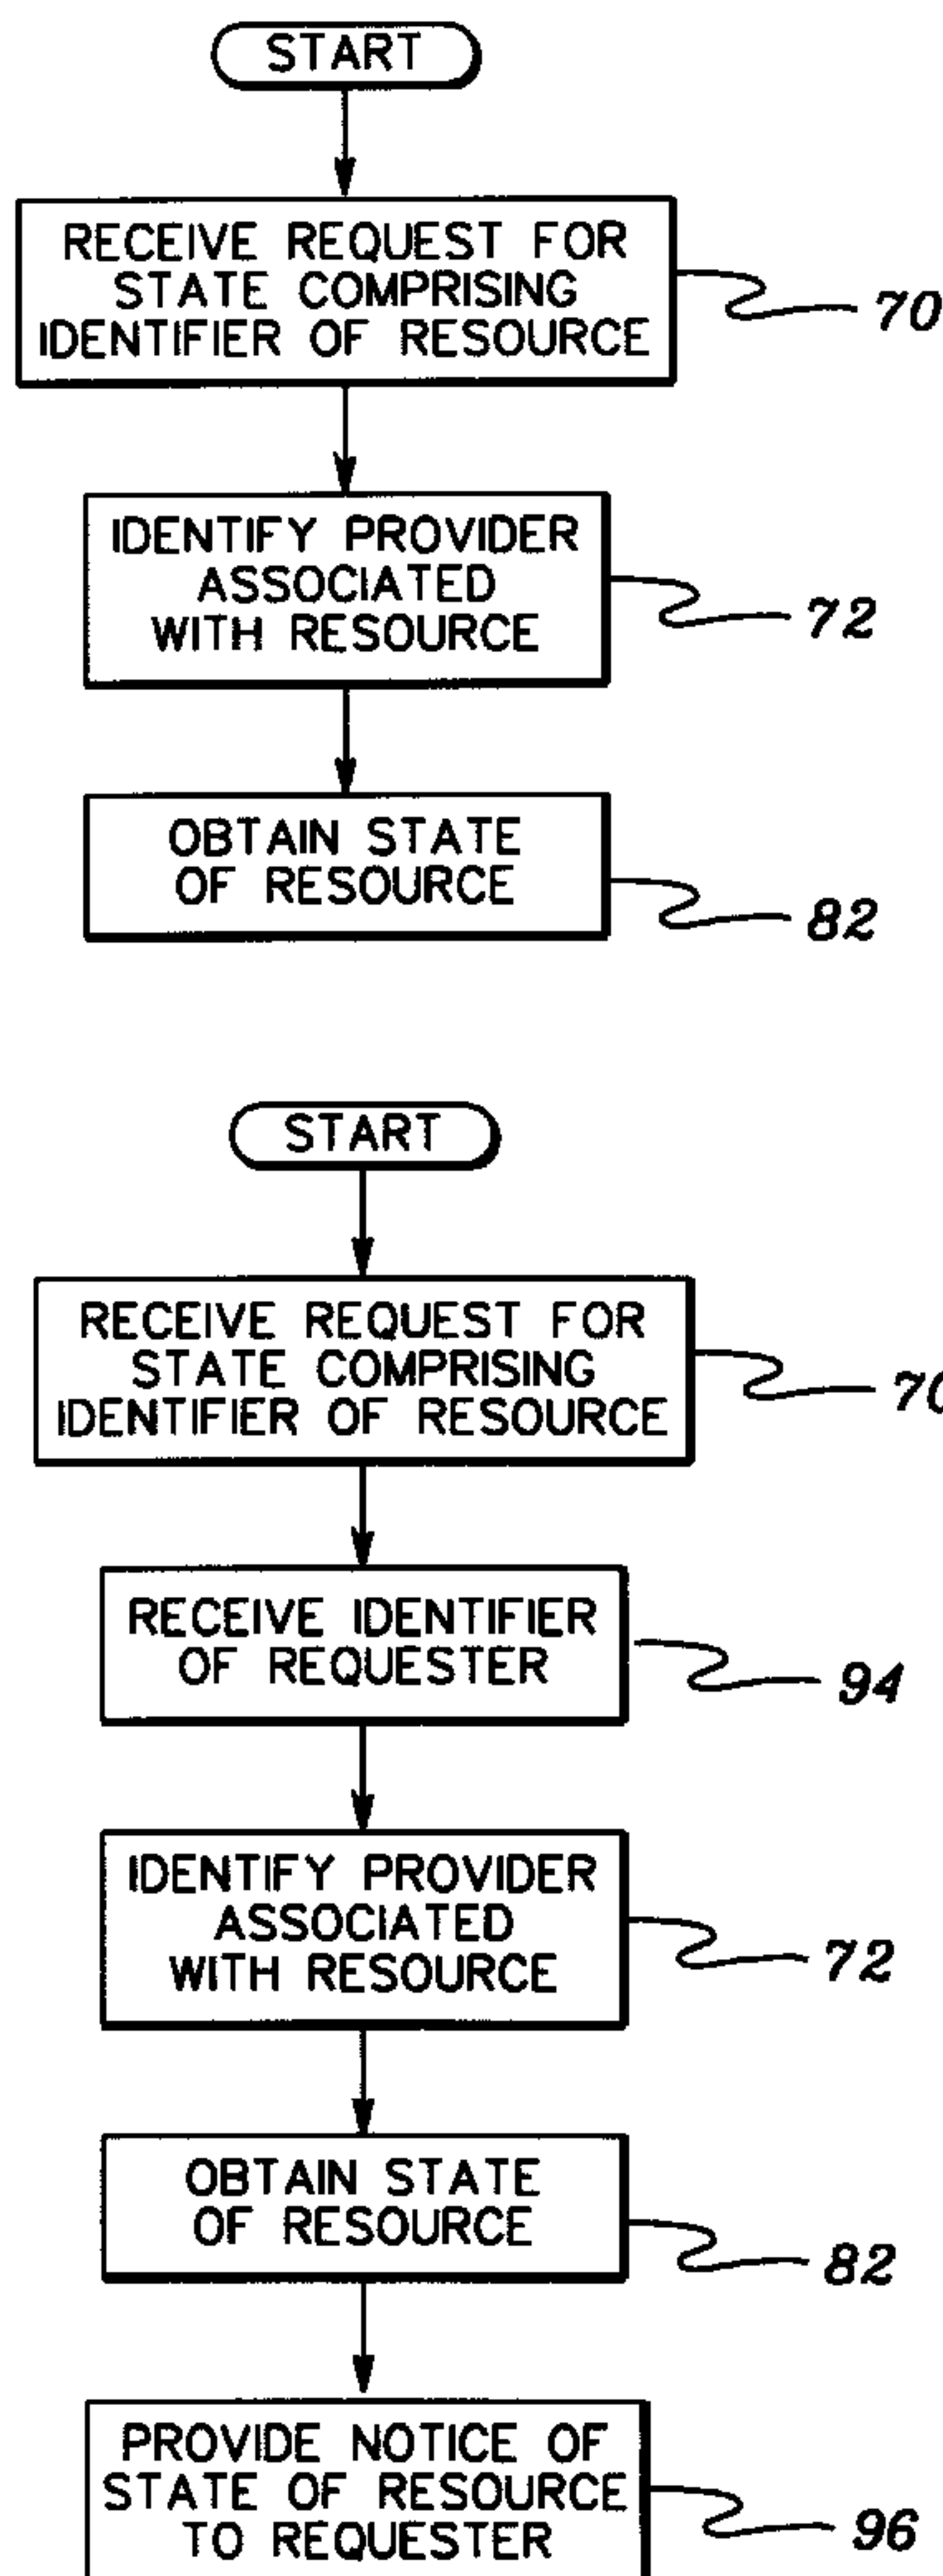 START
RECEIVE REQUEST FOR
STATE COMPRISING
IDENTIFIER OF RESOURCE
70
IDENTIFY PROVIDER
ASSOCIATED
WITH RESOURCE
72
OBTAIN STATE
OF RESOURCE
82
START
RECEIVE REQUEST FOR
STATE COMPRISING
IDENTIFIER OF RESOURCE
70
RECEIVE IDENTIFIER
OF REQUESTER
94
IDENTIFY PROVIDER
ASSOCIATED
WITH RESOURCE
72
OBTAIN STATE
OF RESOURCE
82
PROVIDE NOTICE OF
STATE OF RESOURCE
TO REQUESTER
96